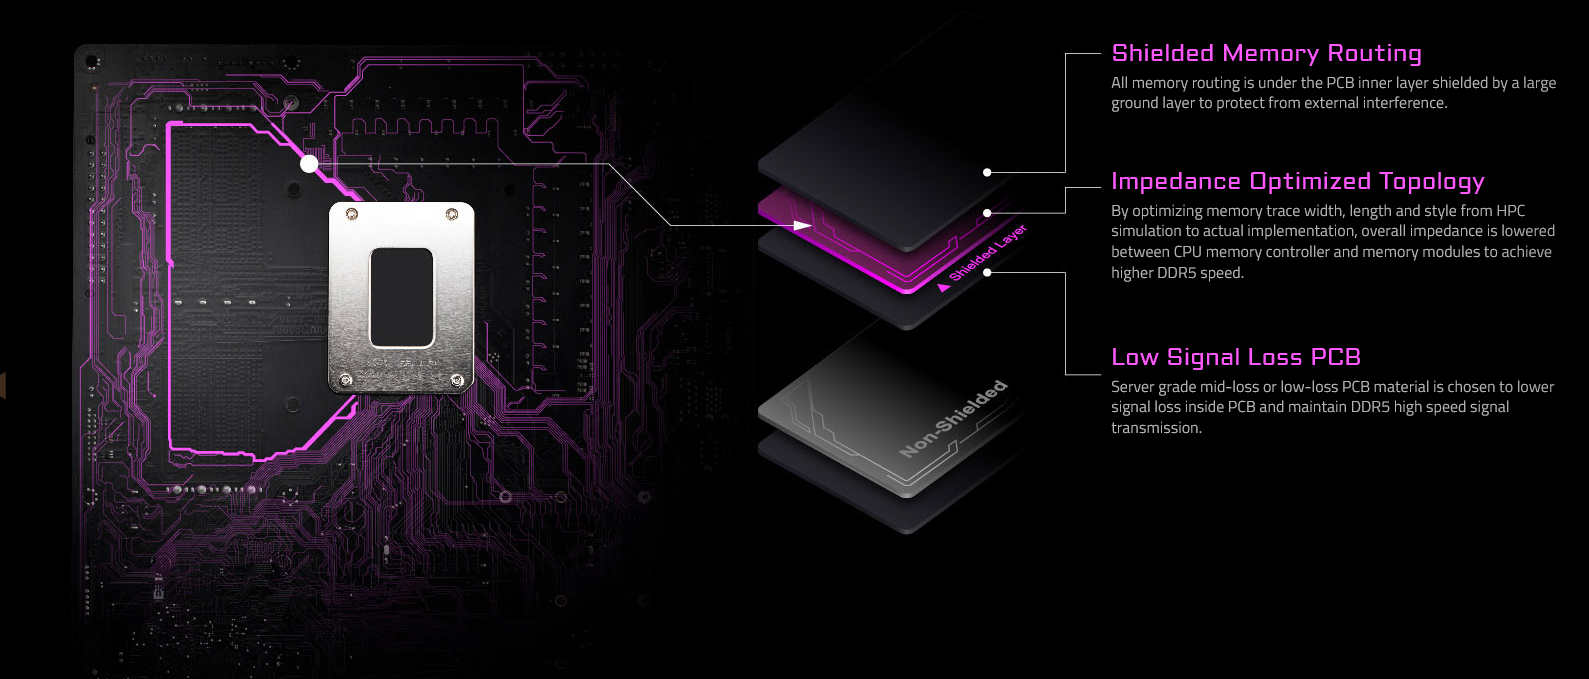 Shielded Memory Routing
All memory routing is under the PCB inner layer shielded by a large
ground layer to protect from external interference.
Impedance Optimized Topology
By optimizing memory trace width, length and style from HPC
simulation to actual implementation, overall impedance is lowered
between CPU memory controller and memory modules to achieve
higher DDR5 speed.
Shielded Layer
Low Signal Loss PCB
Server grade mid-loss or low-loss PCB material is chosen to lower
signal loss inside PCB and maintain DDR5 high speed signal
transmission.
Non-Shielded